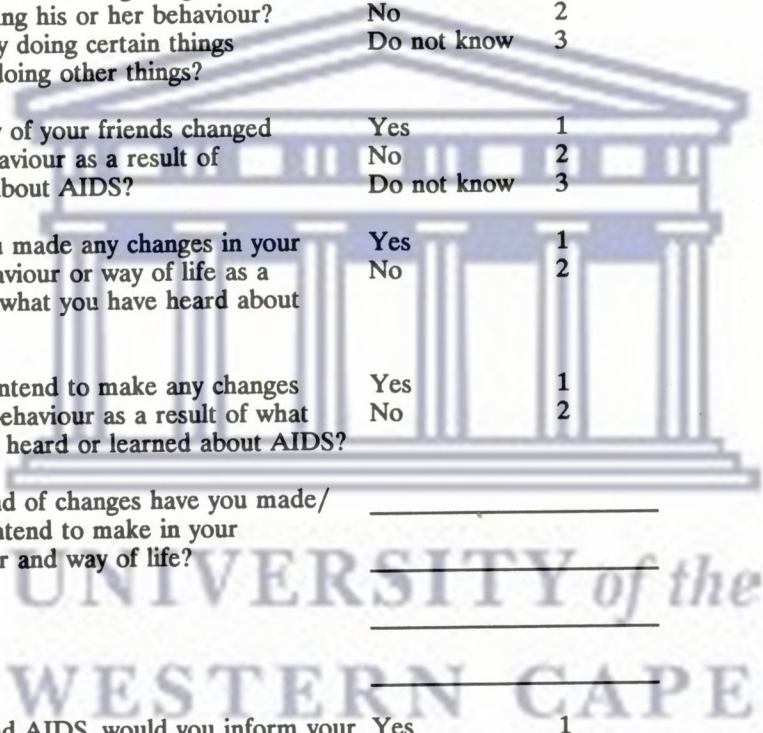 ing his or her behaviour? No 2
y doing certain things Do not know 3
doing other things?
of your friends changed Yes 1
aviour as a result of No 2
bout AIDS? Do not know 3
made any changes in your Yes 1
aviour or way of life as a No 2
what you have heard about
ntend to make any changes Yes 1
ehaviour as a result of what No 2
heard or learned about AIDS?
nd of changes have you made/
ntend to make in your
r and way of life?
UNIVERSITY of the
WESTERN CAPE
d AIDS, would you inform your Yes 1